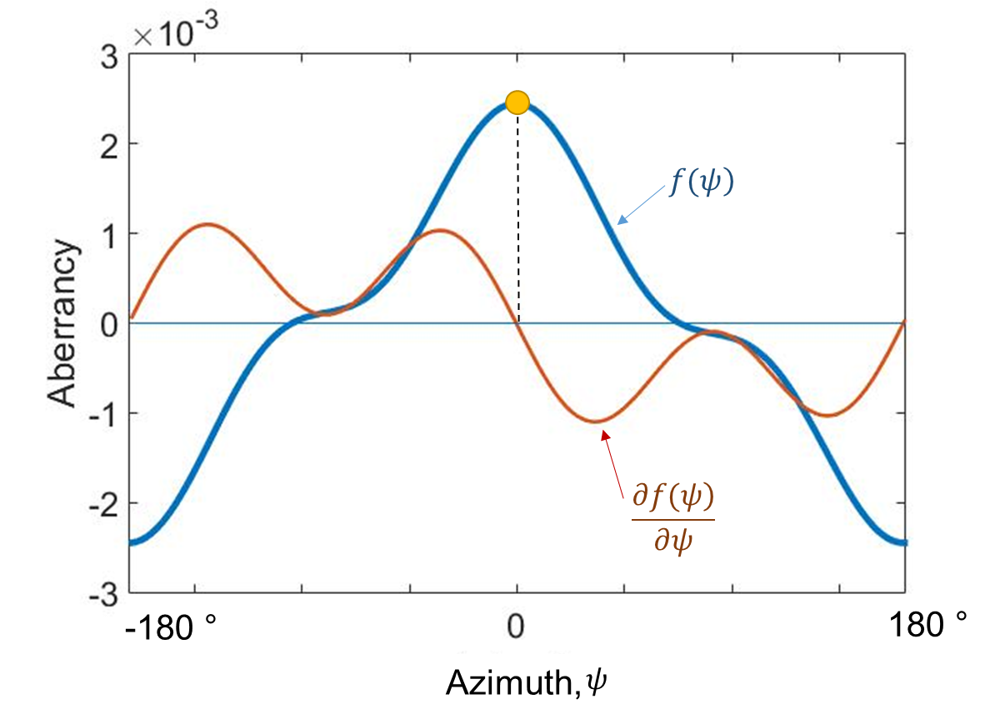 ×10⁻³
3
2
1
0
-1
-2
-3
Aberrancy
f(ψ)
∂f(ψ)
∂ψ
-180 °
0
180 °
Azimuth, ψ